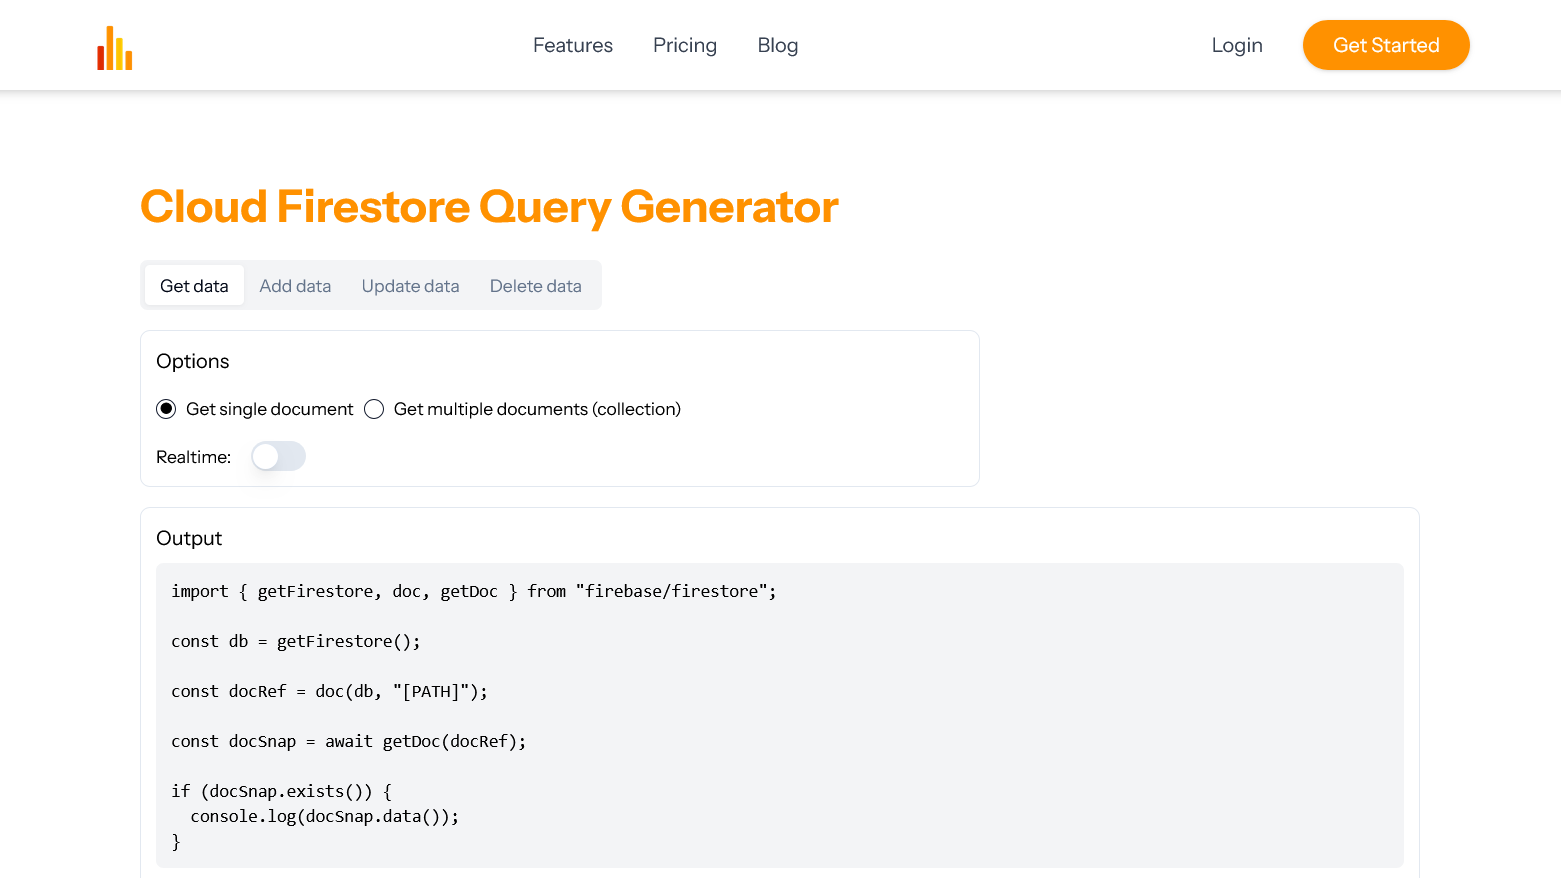 Features Pricing Blog Login Get Started
Cloud Firestore Query Generator
Get data Add data Update data Delete data
Options
Get single document Get multiple documents (collection)
Realtime:
Output
import { getFirestore, doc, getDoc } from "firebase/firestore";
const db = getFirestore();
const docRef = doc(db, "[PATH]");
const docSnap = await getDoc(docRef);
if (docSnap.exists()) {
  console.log(docSnap.data());
}